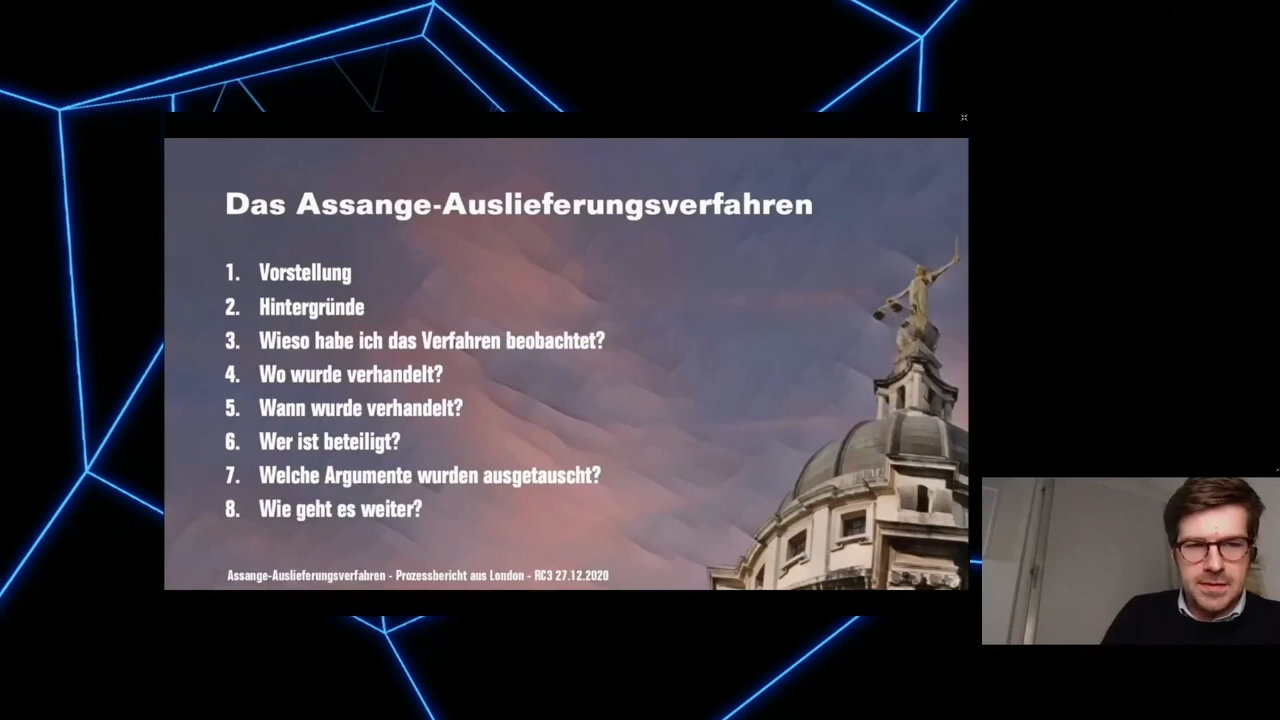 Das Assange-Auslieferungsverfahren
1. Vorstellung
2. Hintergründe
3. Wieso habe ich das Verfahren beobachtet?
4. Wo wurde verhandelt?
5. Wann wurde verhandelt?
6. Wer ist beteiligt?
7. Welche Argumente wurden ausgetauscht?
8. Wie geht es weiter?
Assange-Auslieferungsverfahren - Prozessbericht aus London - RC3 27.12.2020